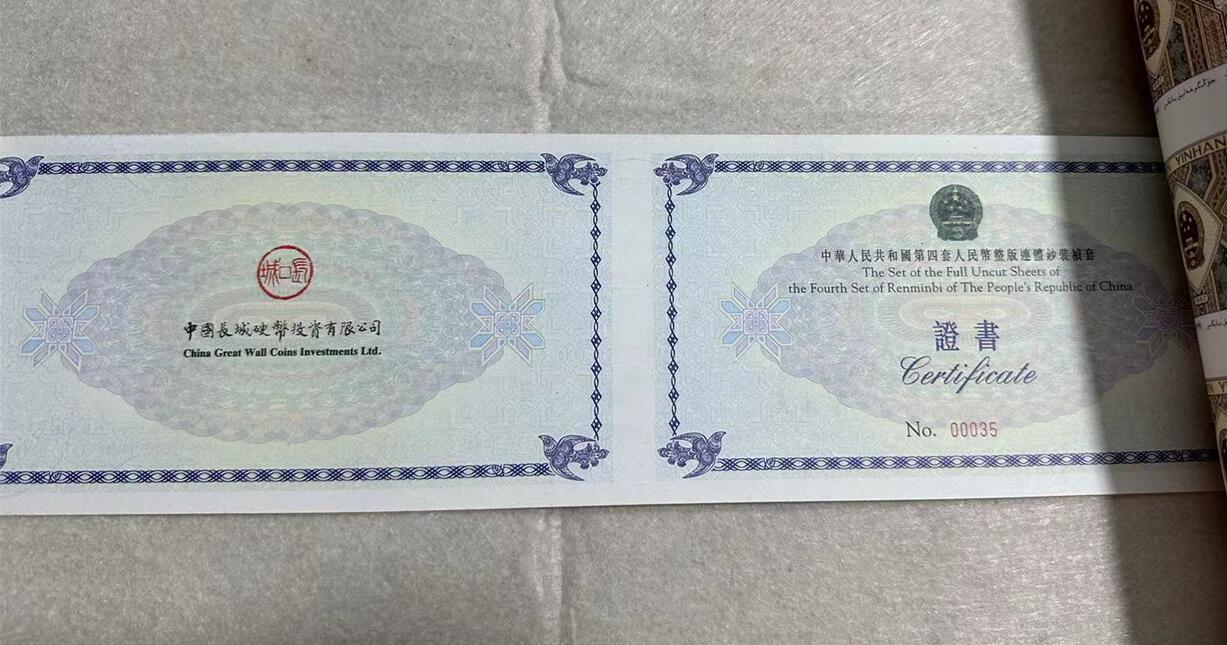 中國長城硬幣投資有限公司
China Great Wall Coins Investments Ltd.
中華人民共和國第四套人民幣整版連體鈔裝楨套
The Set of the Full Uncut Sheets of
the Fourth Set of Renminbi of The People's Republic of China
證書
Certificate
No. 00035
YINHAN